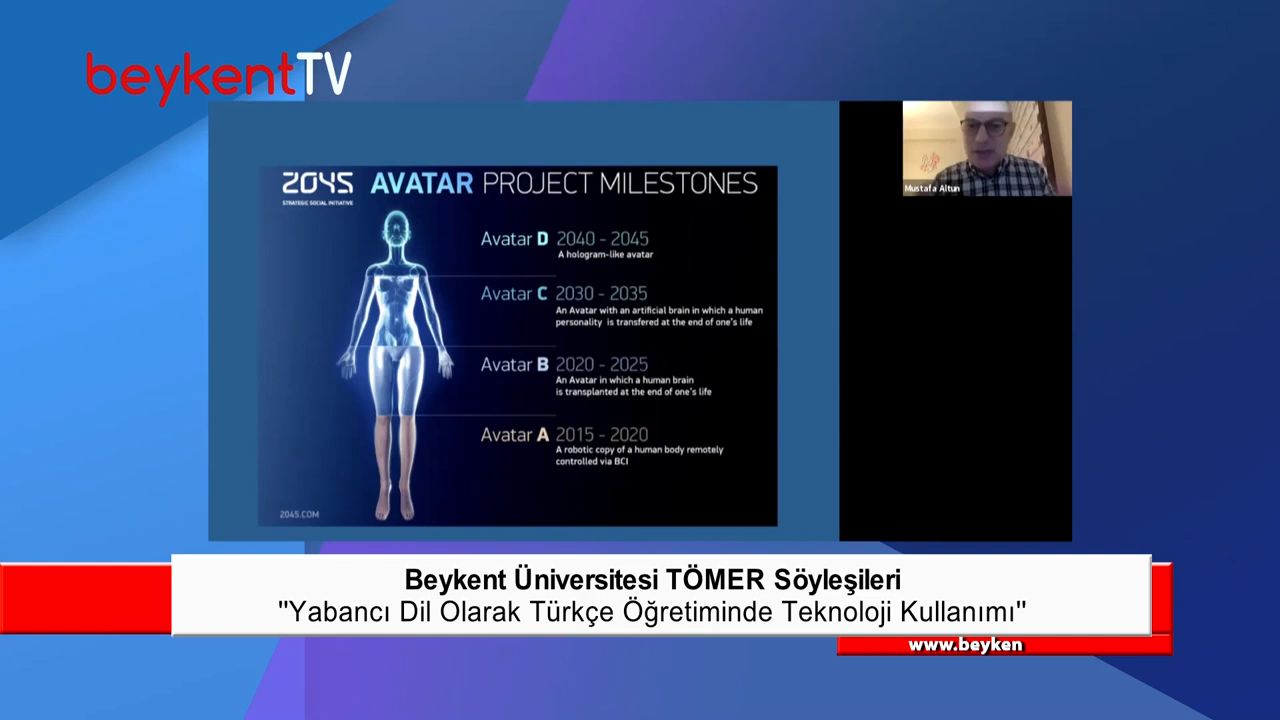 beykentTV
2045 AVATAR PROJECT MILESTONES
STRATEGIC SOCIAL INITIATIVE
Avatar D 2040 - 2045
A hologram-like avatar
Avatar C 2030 - 2035
An Avatar with an artificial brain in which a human
personality is transfered at the end of one's life
Avatar B 2020 - 2025
An Avatar in which a human brain
is transplanted at the end of one's life
Avatar A 2015 - 2020
A robotic copy of a human body remotely
controlled via BCI
2045.COM
Mustafa Altun
Beykent Üniversitesi TÖMER Söyleşileri
"Yabancı Dil Olarak Türkçe Öğretiminde Teknoloji Kullanımı"
www.beyken